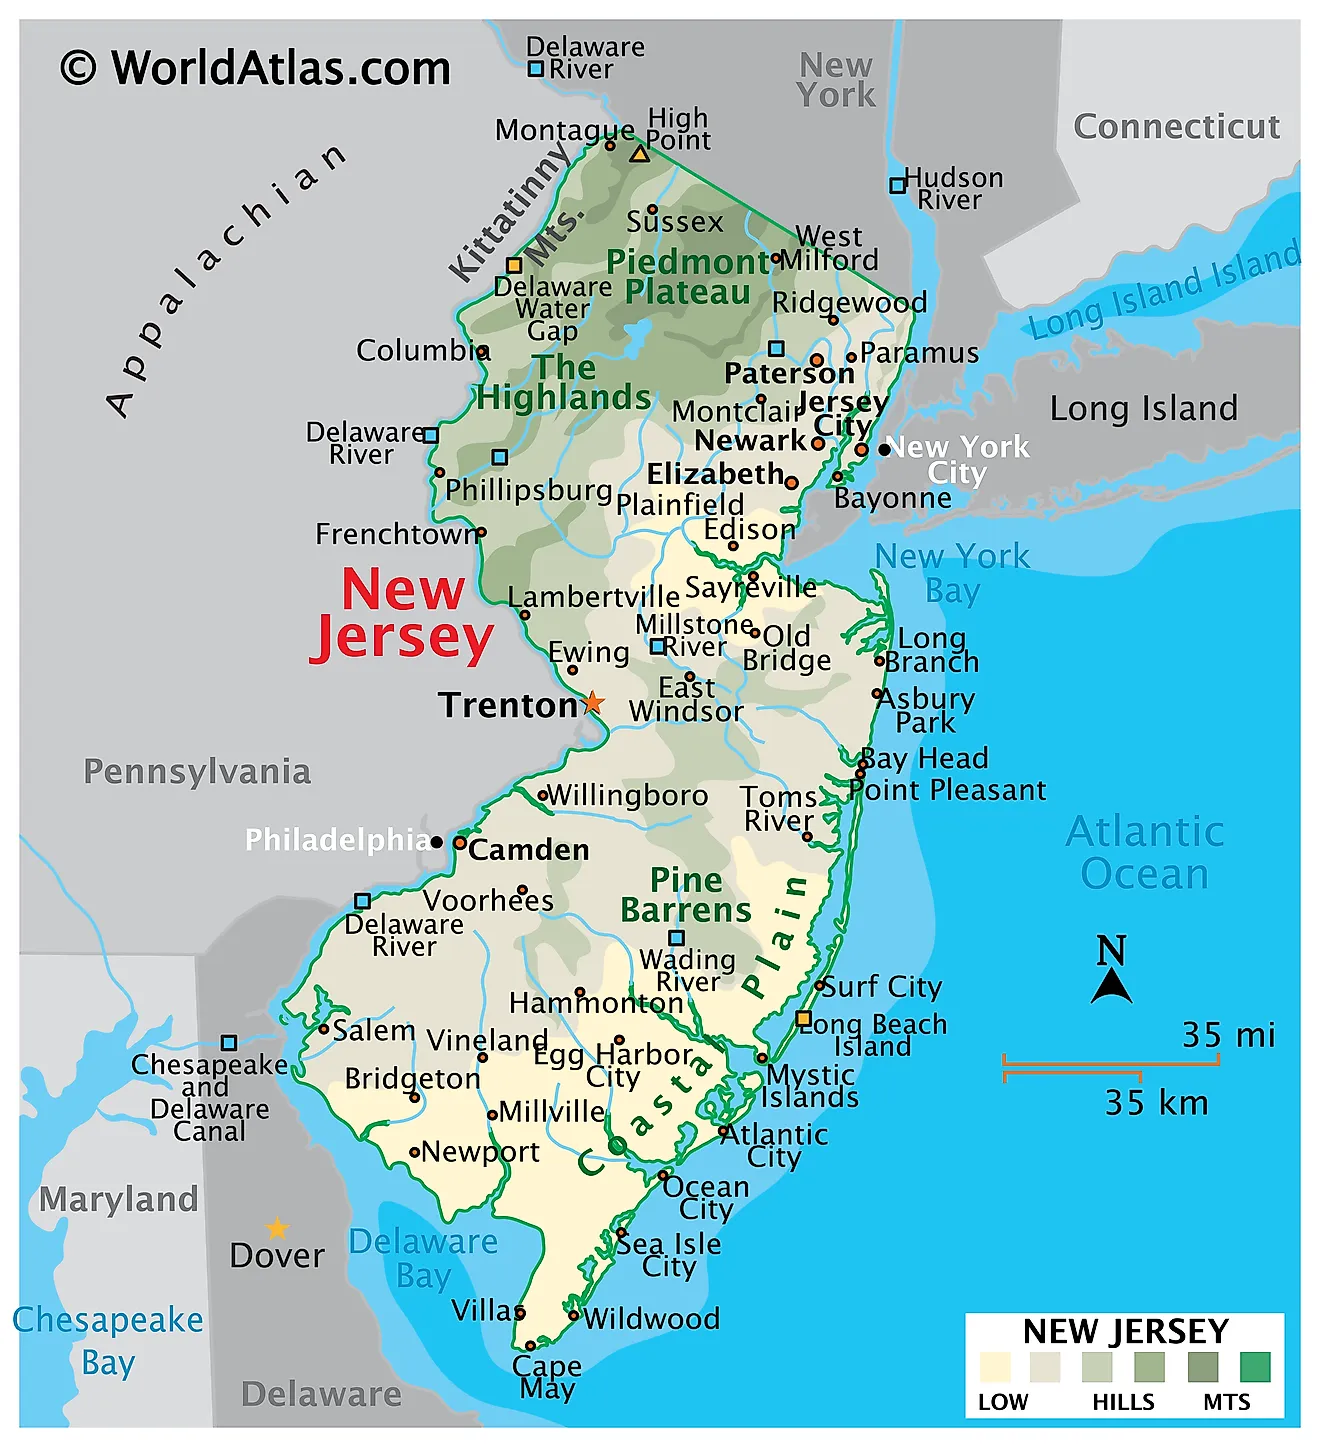 © WorldAtlas.com
Delaware
River
New
York
Connecticut
High
Point
Montague
Appalachian
Kittatinny
Mts.
Hudson
River
Sussex
West
Milford
Piedmont
Plateau
Long Island Island
Delaware
Water
Gap
Ridgewood
Columbia
The
Highlands
Paramus
Paterson
Montclair
Jersey
City
Long Island
Delaware
River
Newark
New York
City
Elizabeth
Phillipsburg
Plainfield
Bayonne
Frenchtown
Edison
New York
Bay
New
Jersey
Sayreville
Lambertville
Millstone
River
Old
Bridge
Long
Branch
Ewing
East
Windsor
Trenton
Asbury
Park
Pennsylvania
Bay Head
Point Pleasant
Willingboro
Toms
River
Atlantic
Ocean
Philadelphia
Camden
Pine
Barrens
Voorhees
Delaware
River
Coastal Plain
Wading
River
N
Surf City
Hammonton
Long Beach
Island
Salem
Vineland
Egg Harbor
City
35 mi
35 km
Chesapeake
and
Delaware
Canal
Bridgeton
Mystic
Islands
Millville
Atlantic
City
Newport
Maryland
Ocean
City
Dover
Delaware
Bay
Sea Isle
City
Villas
Wildwood
Chesapeake
Bay
Cape
May
Delaware
NEW JERSEY
LOW HILLS MTS